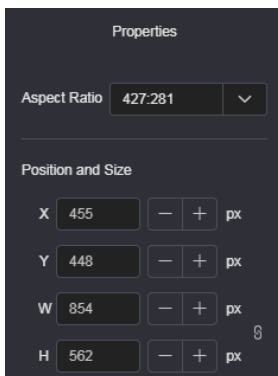 Properties
Aspect Ratio 427:281
Position and Size
X 455 − + px
Y 448 − + px
W 854 − + px
H 562 − + px